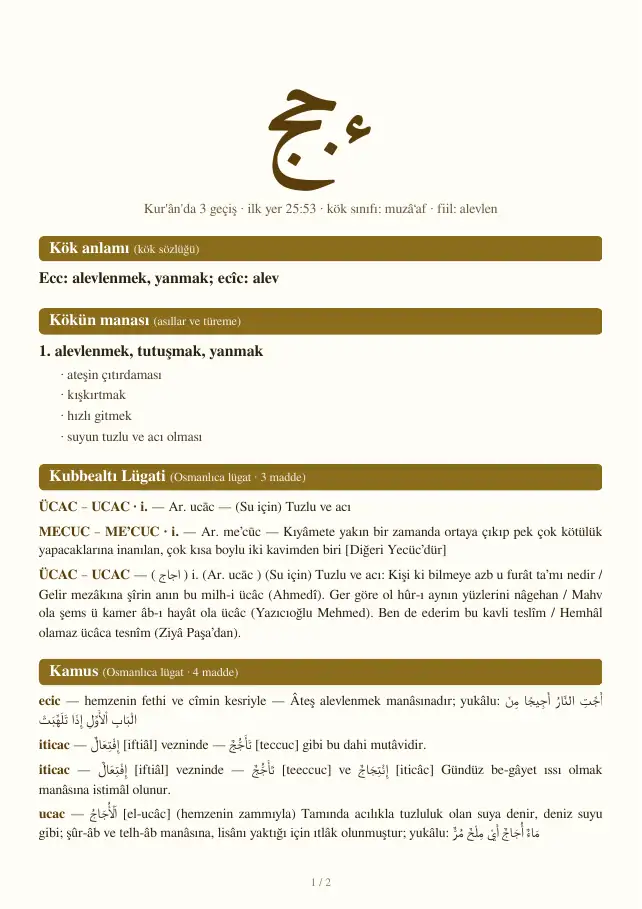 ءجج
Kur'ân'da 3 geçiş · ilk yer 25:53 · kök sınıfı: muzâ‘af · fiil: alevlen
Kök anlamı (kök sözlüğü)
Ecc: alevlenmek, yanmak; ecîc: alev
Kökün manası (asıllar ve türeme)
1. alevlenmek, tutuşmak, yanmak
· ateşin çıtırdaması
· kışkırtmak
· hızlı gitmek
· suyun tuzlu ve acı olması
Kubbealtı Lügati (Osmanlıca lügat · 3 madde)
ÜCAC – UCAC · i. — Ar. ucāc — (Su için) Tuzlu ve acı
MECUC – ME’CUC · i. — Ar. me’cūc — Kıyâmete yakın bir zamanda ortaya çıkıp pek çok kötülük
yapacaklarına inanılan, çok kısa boylu iki kavimden biri [Diğeri Yecüc’dür]
ÜCAC – UCAC — ( اجاج ) i. (Ar. ucāc ) (Su için) Tuzlu ve acı: Kişi ki bilmeye azb u furât ta’mı nedir /
Gelir mezâkına şîrin anın bu milh-i ücâc (Ahmedî). Ger göre ol hûr-ı aynın yüzlerini nâgehan / Mahv
ola şems ü kamer âb-ı hayât ola ücâc (Yazıcıoğlu Mehmed). Ben de ederim bu kavli teslîm / Hemhâl
olamaz ücâca tesnîm (Ziyâ Paşa’dan).
Kamus (Osmanlıca lügat · 4 madde)
ecic — hemzenin fethi ve cîmin kesriyle — Âteş alevlenmek manâsınadır; yukâlu: أَجَّتِ النَّارُ أَجِيجًا مِنَ
الْبَابِ الْأَوَّلِ إِذَا تَلَهَّبَتْ
iticac — إِفْتِعَالٌ [iftiâl] vezninde — تَأَجُّجٌ [teccuc] gibi bu dahi mutâvidir.
iticac — إِفْتِعَالٌ [iftiâl] vezninde — تَأَجُّجٌ [teeccuc] ve إِئْتِجَاجٌ [iticâc] Gündüz be-gâyet ıssı olmak
manâsına istimâl olunur.
ucac — اَلْأُجَاجُ [el-ucâc] (hemzenin zammıyla) Tamında acılıkla tuzluluk olan suya denir, deniz suyu
gibi; şûr-âb ve telh-âb manâsına, lisânı yaktığı için ıtlâk olunmuştur; yukâlu: مَاءٌ أُجَاجٌ أَيْ مِلْحٌ مُرٌّ
1 / 2